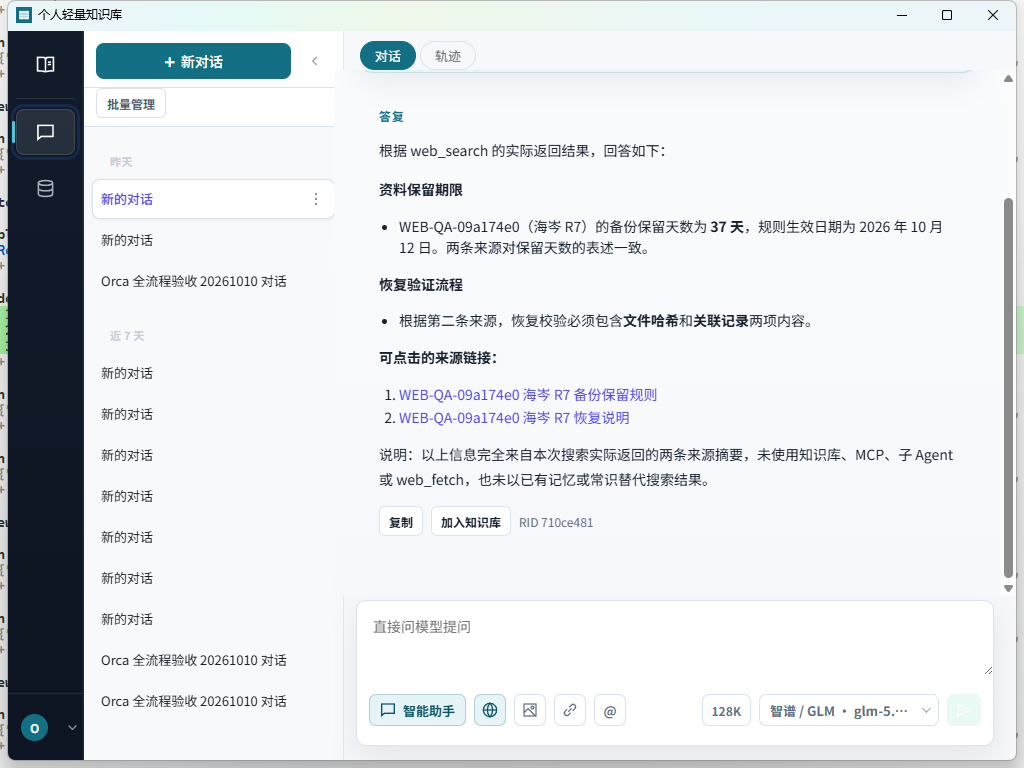 个人轻量知识库
+ 新对话
批量管理
昨天
新的对话
新的对话
Orca 全流程验收 20261010 对话
近 7 天
新的对话
新的对话
新的对话
新的对话
新的对话
新的对话
新的对话
Orca 全流程验收 20261010 对话
Orca 全流程验收 20261010 对话
O
对话
轨迹
答复
根据 web_search 的实际返回结果，回答如下：
资料保留期限
• WEB-QA-09a174e0（海岑 R7）的备份保留天数为 37 天，规则生效日期为 2026 年 10 月
12 日。两条来源对保留天数的表述一致。
恢复验证流程
• 根据第二条来源，恢复校验必须包含文件哈希和关联记录两项内容。
可点击的来源链接：
1. WEB-QA-09a174e0 海岑 R7 备份保留规则
2. WEB-QA-09a174e0 海岑 R7 恢复说明
说明：以上信息完全来自本次搜索实际返回的两条来源摘要，未使用知识库、MCP、子 Agent
或 web_fetch，也未以已有记忆或常识替代搜索结果。
复制
加入知识库
RID 710ce481
直接问模型提问
智能助手
@
128K
智谱 / GLM • glm-5.…